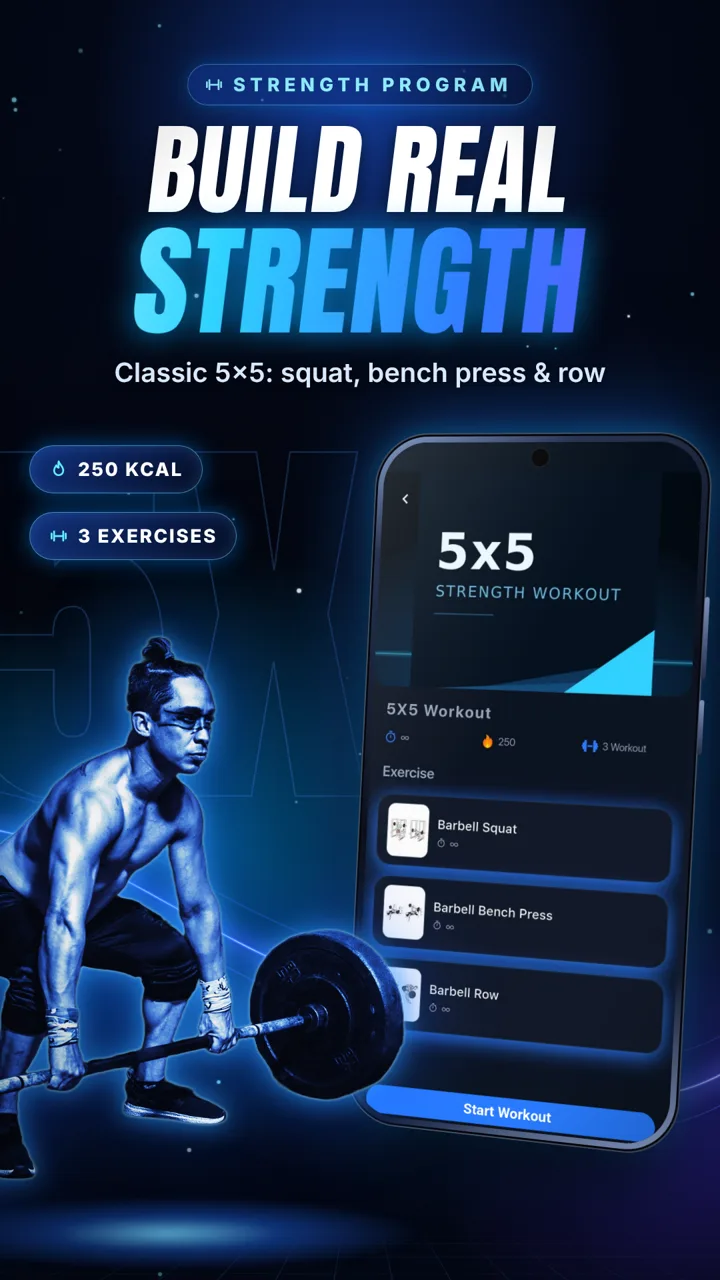 STRENGTH PROGRAM
BUILD REAL
STRENGTH
Classic 5×5: squat, bench press & row
250 KCAL
3 EXERCISES
5X
5x5
STRENGTH WORKOUT
5X5 Workout
∞
250
3 Workout
Exercise
Barbell Squat
∞
Barbell Bench Press
∞
Barbell Row
∞
Start Workout